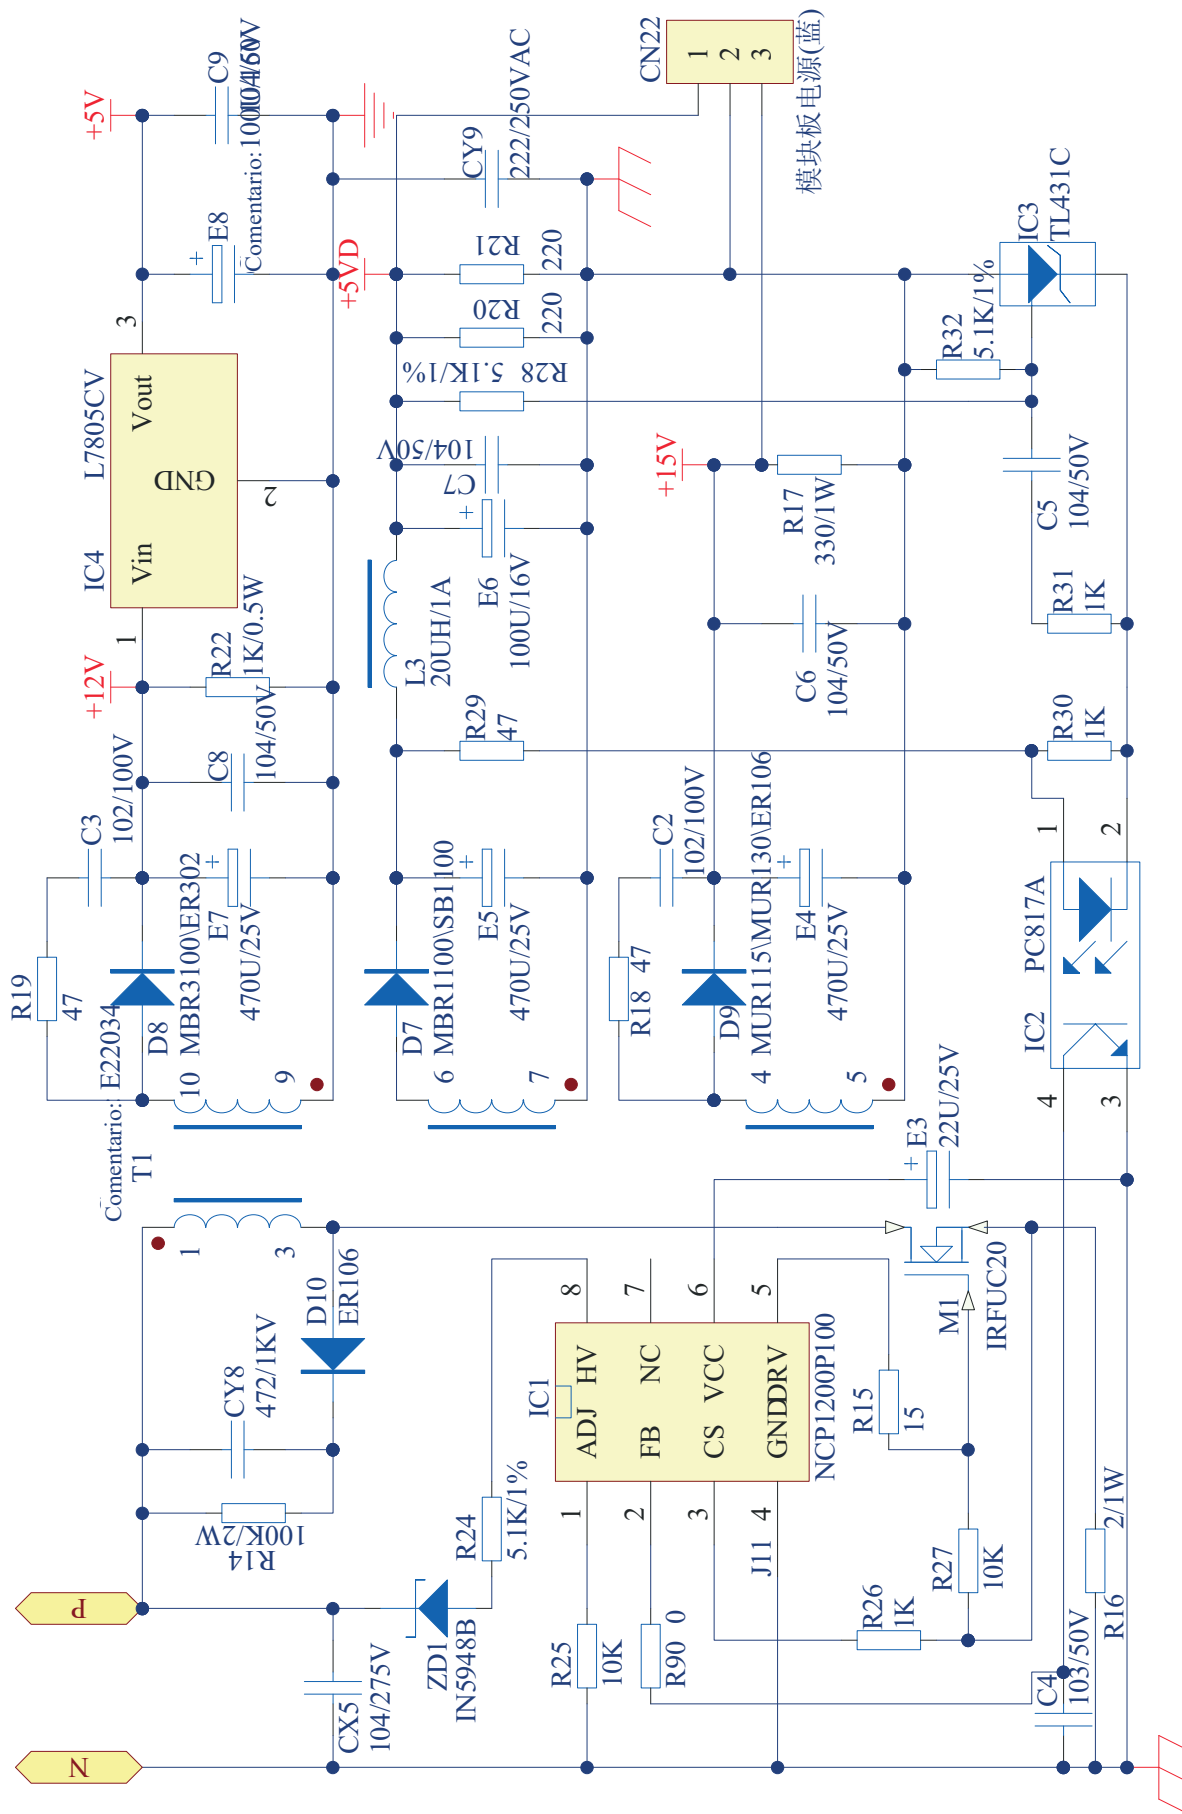 P
N
CX5
104/275V
R14
100K/2W
CY8
472/1KV
D10
ER106
ZD1
IN5948B
R24
5.1K/1%
1
3
T1
Comentario:
E22034
R19
47
C3
102/100V
D8
MBR3100\ER302
10
9
E7
470U/25V
C8
104/50V
R22
1K/0.5W
+12V
IC4
L7805CV
Vin
Vout
GND
1
2
3
+5V
E8
Comentario:
C9
104/50V
D7
MBR1100\SB1100
6
7
E5
470U/25V
R29
47
L3
20UH/1A
E6
100U/16V
C7
104/50V
R28
5.1K/1%
R20
220
R21
220
+5VD
CY9
222/250VAC
CN22
1
2
3
模块板电源(蓝)
R18
47
C2
102/100V
D9
MUR115\MUR130\ER106
4
5
E4
470U/25V
C6
104/50V
R17
330/1W
+15V
IC1
ADJ
HV
FB
NC
CS
VCC
GND
DRV
NCP1200P100
1
2
3
4
5
6
7
8
J11
R25
10K
R90
0
R26
1K
R27
10K
R15
15
M1
IRFUC20
E3
22U/25V
R16
2/1W
C4
103/50V
IC2
PC817A
1
2
3
4
R30
1K
R31
1K
C5
104/50V
R32
5.1K/1%
IC3
TL431C